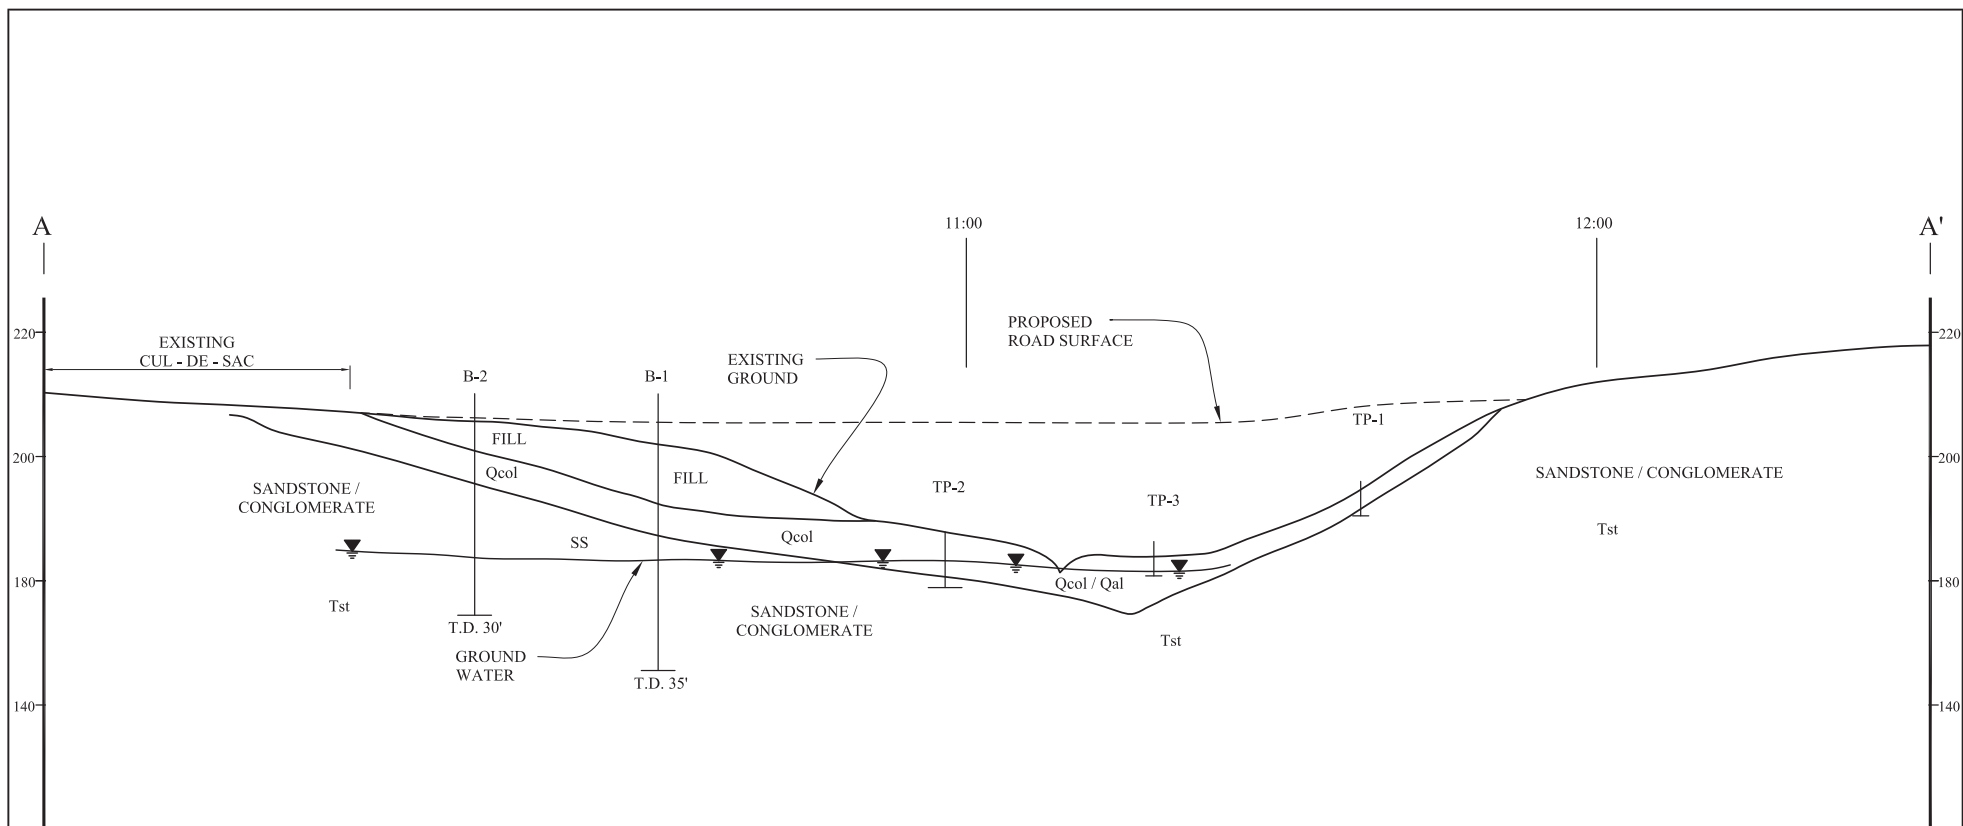 A
11:00
12:00
A'
220
EXISTING
CUL - DE - SAC
PROPOSED
ROAD SURFACE
220
B-2
B-1
EXISTING
GROUND
TP-1
FILL
200
Qcol
FILL
TP-2
TP-3
SANDSTONE / CONGLOMERATE
200
SANDSTONE /
CONGLOMERATE
SS
Qcol
Tst
180
Qcol / Qal
180
Tst
SANDSTONE /
CONGLOMERATE
T.D. 30'
Tst
GROUND
WATER
T.D. 35'
140
140